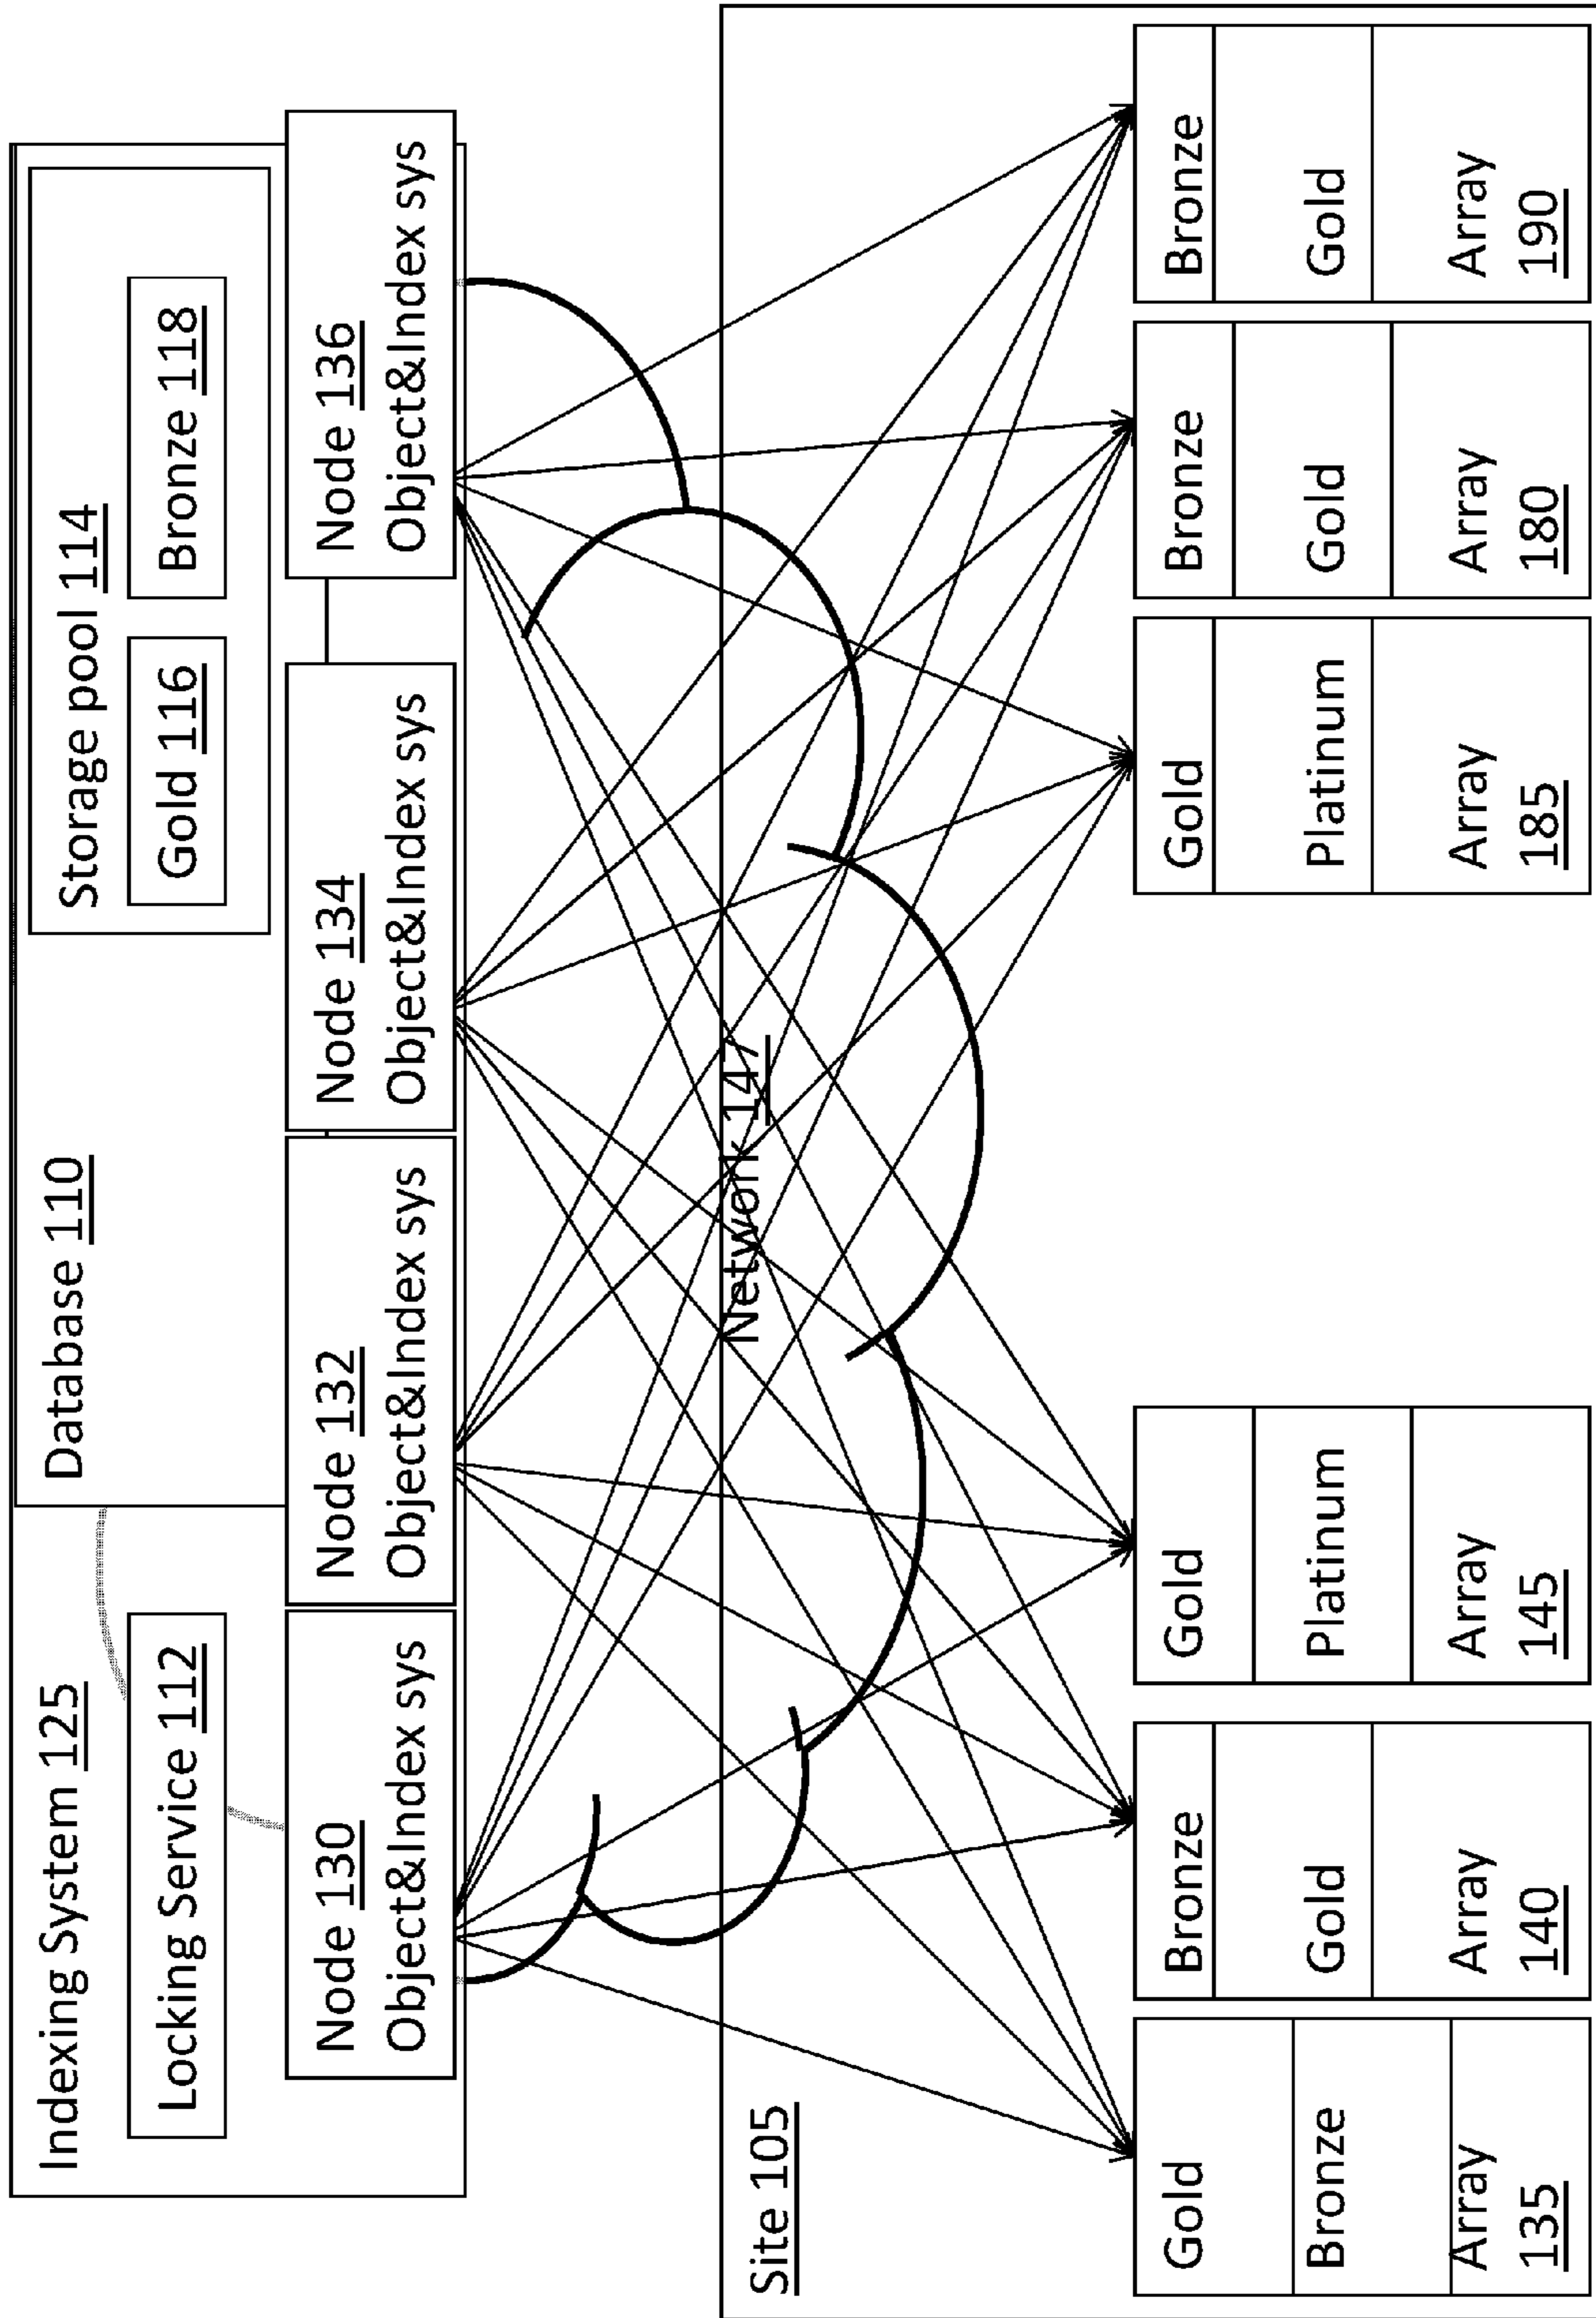 Indexing System 125
Database 110
Storage pool 114
Locking Service 112
Gold 116
Bronze 118
Node 130
Object&Index sys
Node 132
Object&Index sys
Node 134
Object&Index sys
Node 136
Object&Index sys
Network 147
Site 105
Gold
Bronze
Array
135
Bronze
Gold
Array
140
Gold
Platinum
Array
145
Gold
Platinum
Array
185
Bronze
Gold
Array
180
Bronze
Gold
Array
190